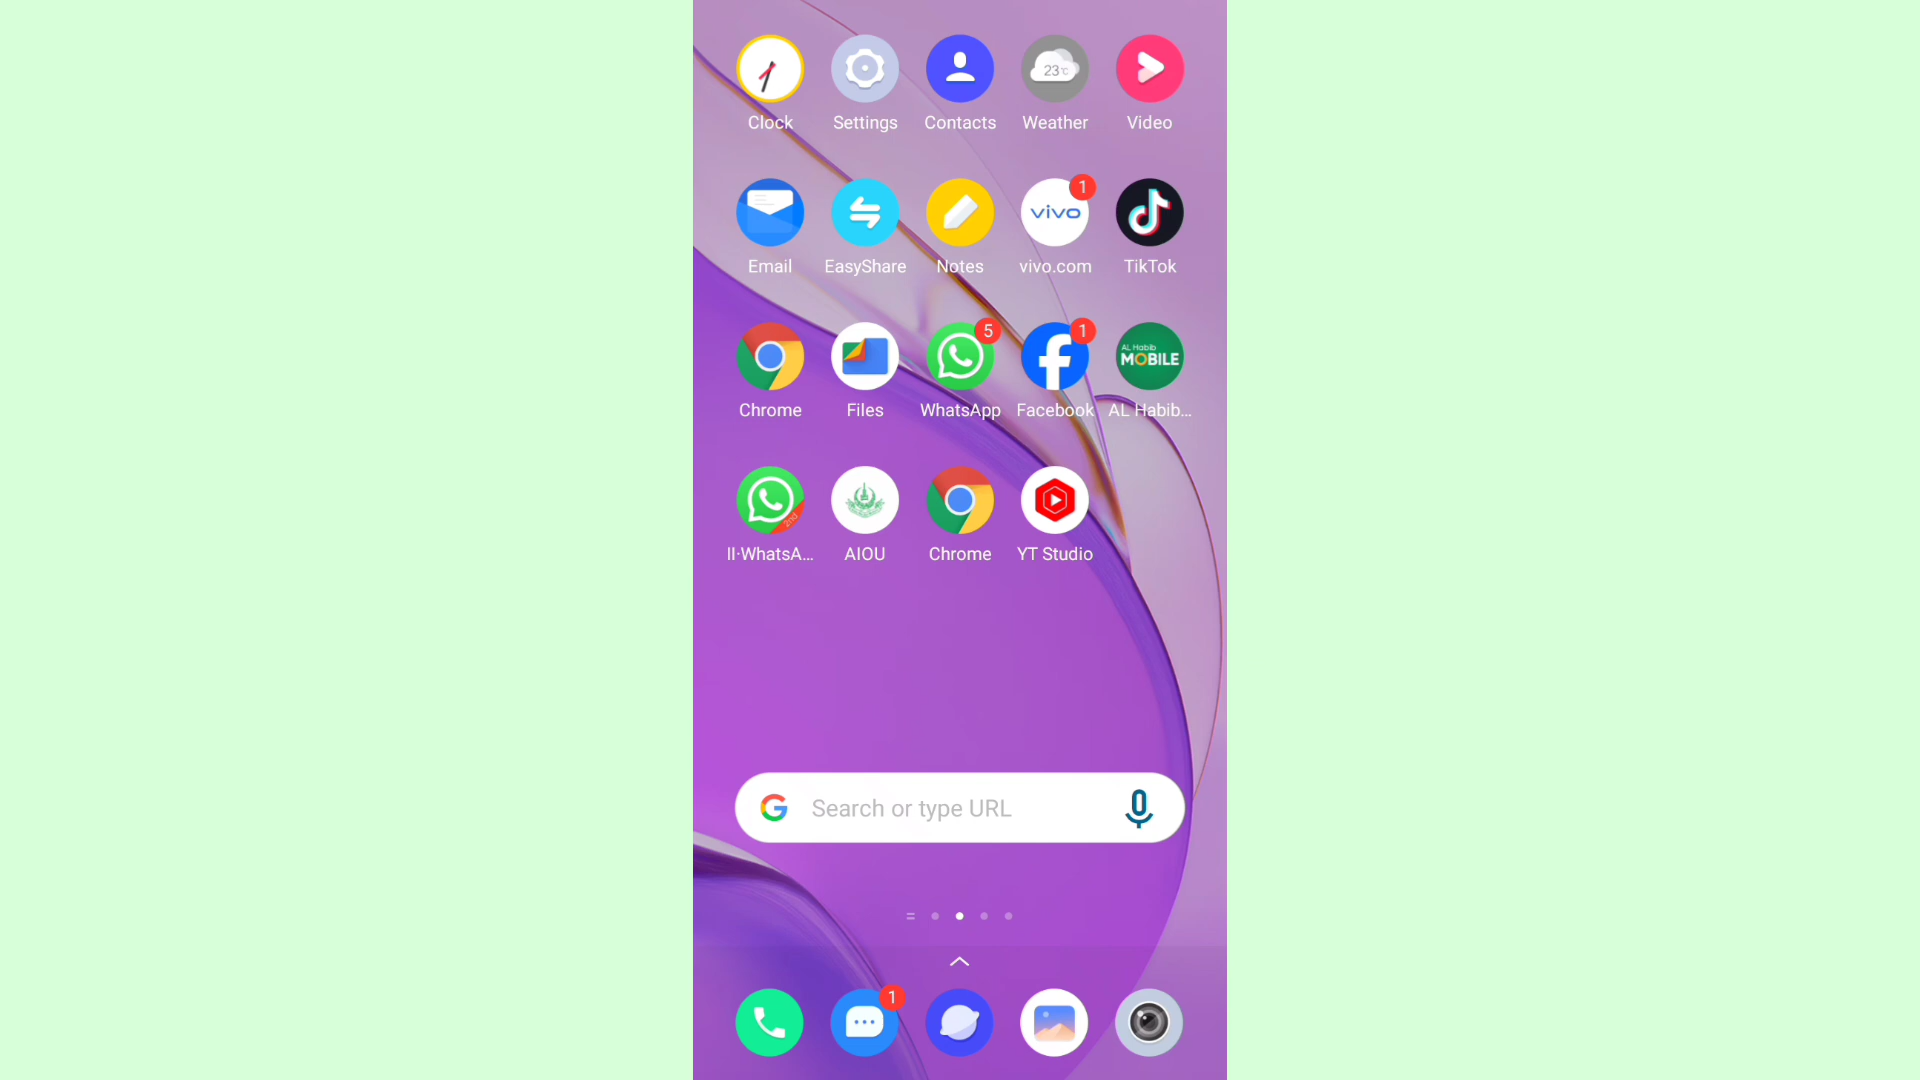 23°C
Clock
Settings
Contacts
Weather
Video
vivo
1
Email
EasyShare
Notes
vivo.com
TikTok
5
1
AL Habib
MOBILE
Chrome
Files
WhatsApp
Facebook
AL Habib...
2nd
II·WhatsA...
AIOU
Chrome
YT Studio
G
Search or type URL
1